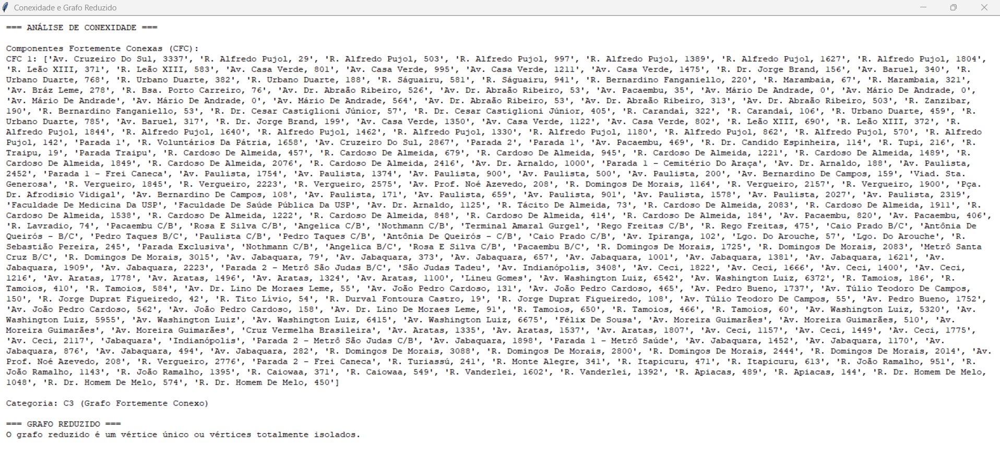 Conexidade e Grafo Reduzido
=== ANÁLISE DE CONEXIDADE ===
Componentes Fortemente Conexas (CFC):
CFC 1: ['Av. Cruzeiro Do Sul, 3337', 'R. Alfredo Pujol, 29', 'R. Alfredo Pujol, 503', 'R. Alfredo Pujol, 997', 'R. Alfredo Pujol, 1389', 'R. Alfredo Pujol, 1627', 'R. Alfredo Pujol, 1804',
'R. Leão XIII, 371', 'R. Leão XIII, 583', 'Av. Casa Verde, 801', 'Av. Casa Verde, 995', 'Av. Casa Verde, 1211', 'Av. Casa Verde, 1475', 'R. Dr. Jorge Brand, 156', 'Av. Baruel, 340', 'R.
Urbano Duarte, 768', 'R. Urbano Duarte, 382', 'R. Urbano Duarte, 188', 'R. Ságuairu, 581', 'R. Ságuairu, 941', 'R. Bernardino Fanganiello, 220', 'R. Marambaia, 67', 'R. Marambaia, 321',
'Av. Bráz Leme, 278', 'R. Bsa. Porto Carreiro, 76', 'Av. Dr. Abraão Ribeiro, 526', 'Av. Dr. Abraão Ribeiro, 53', 'Av. Pacaembu, 35', 'Av. Mário De Andrade, 0', 'Av. Mário De Andrade, 0',
'Av. Mário De Andrade', 'Av. Mário De Andrade, 0', 'Av. Mário De Andrade, 564', 'Av. Dr. Abraão Ribeiro, 53', 'Av. Dr. Abraão Ribeiro, 313', 'Av. Dr. Abraão Ribeiro, 503', 'R. Zanzibar,
190', 'R. Bernardino Fanganiello, 53', 'R. Dr. Cesar Castiglioni Júnior, 57', 'R. Dr. Cesar Castiglioni Júnior, 405', 'R. Carandaí, 322', 'R. Carandaí, 106', 'R. Urbano Duarte, 459', 'R.
Urbano Duarte, 785', 'Av. Baruel, 317', 'R. Dr. Jorge Brand, 199', 'Av. Casa Verde, 1350', 'Av. Casa Verde, 1122', 'Av. Casa Verde, 802', 'R. Leão XIII, 690', 'R. Leão XIII, 372', 'R.
Alfredo Pujol, 1844', 'R. Alfredo Pujol, 1640', 'R. Alfredo Pujol, 1462', 'R. Alfredo Pujol, 1330', 'R. Alfredo Pujol, 1180', 'R. Alfredo Pujol, 862', 'R. Alfredo Pujol, 570', 'R. Alfredo
Pujol, 142', 'Parada 1', 'R. Voluntários Da Pátria, 1658', 'Av. Cruzeiro Do Sul, 2867', 'Parada 2', 'Parada 1', 'Av. Pacaembu, 469', 'R. Dr. Candido Espinheira, 114', 'R. Tupi, 216', 'R.
Traipu, 19', 'Parada Traipu', 'R. Cardoso De Almeida, 457', 'R. Cardoso De Almeida, 679', 'R. Cardoso De Almeida, 945', 'R. Cardoso De Almeida, 1221', 'R. Cardoso De Almeida, 1489', 'R.
Cardoso De Almeida, 1849', 'R. Cardoso De Almeida, 2076', 'R. Cardoso De Almeida, 2416', 'Av. Dr. Arnaldo, 1000', 'Parada 1 - Cemitério Do Araça', 'Av. Dr. Arnaldo, 188', 'Av. Paulista,
2452', 'Parada 1 - Frei Caneca', 'Av. Paulista, 1754', 'Av. Paulista, 1374', 'Av. Paulista, 900', 'Av. Paulista, 500', 'Av. Paulista, 200', 'Av. Bernardino De Campos, 159', 'Viad. Sta.
Generosa', 'R. Vergueiro, 1845', 'R. Vergueiro, 2223', 'R. Vergueiro, 2575', 'Av. Prof. Noé Azevedo, 208', 'R. Domingos De Morais, 1164', 'R. Vergueiro, 2157', 'R. Vergueiro, 1900', 'Pça.
Dr. Afrodisio Vidigal', 'Av. Bernardino De Campos, 108', 'Av. Paulista, 171', 'Av. Paulista, 659', 'Av. Paulista, 901', 'Av. Paulista, 1578', 'Av. Paulista, 2027', 'Av. Paulista, 2319',
'Faculdade De Medicina Da USP', 'Faculdade De Saúde Pública Da USP', 'Av. Dr. Arnaldo, 1125', 'R. Tácito De Almeida, 73', 'R. Cardoso De Almeida, 2083', 'R. Cardoso De Almeida, 1911', 'R.
Cardoso De Almeida, 1538', 'R. Cardoso De Almeida, 1222', 'R. Cardoso De Almeida, 848', 'R. Cardoso De Almeida, 414', 'R. Cardoso De Almeida, 184', 'Av. Pacaembu, 820', 'Av. Pacaembu, 406',
'R. Lavradio, 74', 'Pacaembu C/B', 'Rosa E Silva C/B', 'Angelica C/B', 'Nothmann C/B', 'Terminal Amaral Gurgel', 'Rego Freitas C/B', 'R. Rego Freitas, 475', 'Caio Prado B/C', 'Antônia De
Queirós - B/C', 'Pedro Taques B/C', 'Paulista C/B', 'Pedro Taques C/B', 'Antônia De Queirós - C/B', 'Caio Prado C/B', 'Av. Ipiranga, 102', 'Lgo. Do Arouche, 57', 'Lgo. Do Arouche', 'R.
Sebastião Pereira, 245', 'Parada Exclusiva', 'Nothmann C/B', 'Angelica B/C', 'Rosa E Silva C/B', 'Pacaembu B/C', 'R. Domingos De Morais, 1725', 'R. Domingos De Morais, 2083', 'Metrô Santa
Cruz B/C', 'R. Domingos De Morais, 3015', 'Av. Jabaquara, 79', 'Av. Jabaquara, 373', 'Av. Jabaquara, 657', 'Av. Jabaquara, 1001', 'Av. Jabaquara, 1381', 'Av. Jabaquara, 1621', 'Av.
Jabaquara, 1909', 'Av. Jabaquara, 2223', 'Parada 2 - Metrô São Judas B/C', 'São Judas Tadeu', 'Av. Indianópolis, 3408', 'Av. Ceci, 1822', 'Av. Ceci, 1666', 'Av. Ceci, 1400', 'Av. Ceci,
1216', 'Av. Aratas, 1778', 'Av. Aratas, 1496', 'Av. Aratas, 1324', 'Av. Aratas, 1100', 'Lineu Gomes', 'Av. Washington Luiz, 6542', 'Av. Washington Luiz, 6372', 'R. Tamoios, 186', 'R.
Tamoios, 410', 'R. Tamoios, 584', 'Av. Dr. Lino De Moraes Leme, 55', 'Av. João Pedro Cardoso, 131', 'Av. João Pedro Cardoso, 465', 'Av. Pedro Bueno, 1737', 'Av. Túlio Teodoro De Campos,
150', 'R. Jorge Duprat Figueiredo, 42', 'R. Tito Lívio, 54', 'R. Durval Fontoura Castro, 19', 'R. Jorge Duprat Figueiredo, 108', 'Av. Túlio Teodoro De Campos, 55', 'Av. Pedro Bueno, 1752',
'Av. João Pedro Cardoso, 562', 'Av. João Pedro Cardoso, 158', 'Av. Dr. Lino De Moraes Leme, 91', 'R. Tamoios, 650', 'R. Tamoios, 466', 'R. Tamoios, 60', 'Av. Washington Luiz, 5320', 'Av.
Washington Luiz, 5955', 'Av. Washington Luiz', 'Av. Washington Luiz, 6415', 'Av. Washington Luiz, 6675', 'Félix De Sousa', 'Av. Moreira Guimarães', 'Av. Moreira Guimarães, 510', 'Av.
Moreira Guimarães', 'Av. Moreira Guimarães', 'Cruz Vermelha Brasileira', 'Av. Aratas, 1335', 'Av. Aratas, 1537', 'Av. Aratas, 1807', 'Av. Ceci, 1157', 'Av. Ceci, 1449', 'Av. Ceci, 1775',
'Av. Ceci, 2117', 'Jabaquara', 'Indianópolis', 'Parada 2 - Metrô São Judas C/B', 'Av. Jabaquara, 1898', 'Parada 1 - Metrô Saúde', 'Av. Jabaquara, 1452', 'Av. Jabaquara, 1170', 'Av.
Jabaquara, 876', 'Av. Jabaquara, 494', 'Av. Jabaquara, 282', 'R. Domingos De Morais, 3088', 'R. Domingos De Morais, 2800', 'R. Domingos De Morais, 2444', 'R. Domingos De Morais, 2014', 'Av.
Prof. Noé Azevedo, 208', 'R. Vergueiro, 2776', 'Parada 2 - Frei Caneca', 'R. Turiassú, 241', 'R. Monte Alegre, 341', 'R. Itapicuru, 471', 'R. Itapicuru, 613', 'R. João Ramalho, 951', 'R.
João Ramalho, 1143', 'R. João Ramalho, 1395', 'R. Caiowaa, 371', 'R. Caiowaa, 549', 'R. Vanderlei, 1602', 'R. Vanderlei, 1392', 'R. Apiacas, 489', 'R. Apiacas, 144', 'R. Dr. Homem De Melo,
1048', 'R. Dr. Homem De Melo, 574', 'R. Dr. Homem De Melo, 450']
Categoria: C3 (Grafo Fortemente Conexo)
=== GRAFO REDUZIDO ===
O grafo reduzido é um vértice único ou vértices totalmente isolados.